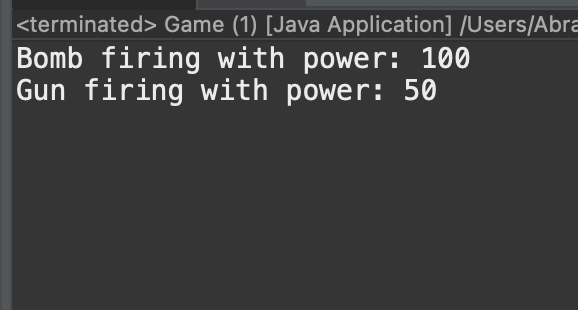 <terminated> Game (1) [Java Application] /Users/Abra
Bomb firing with power: 100
Gun firing with power: 50